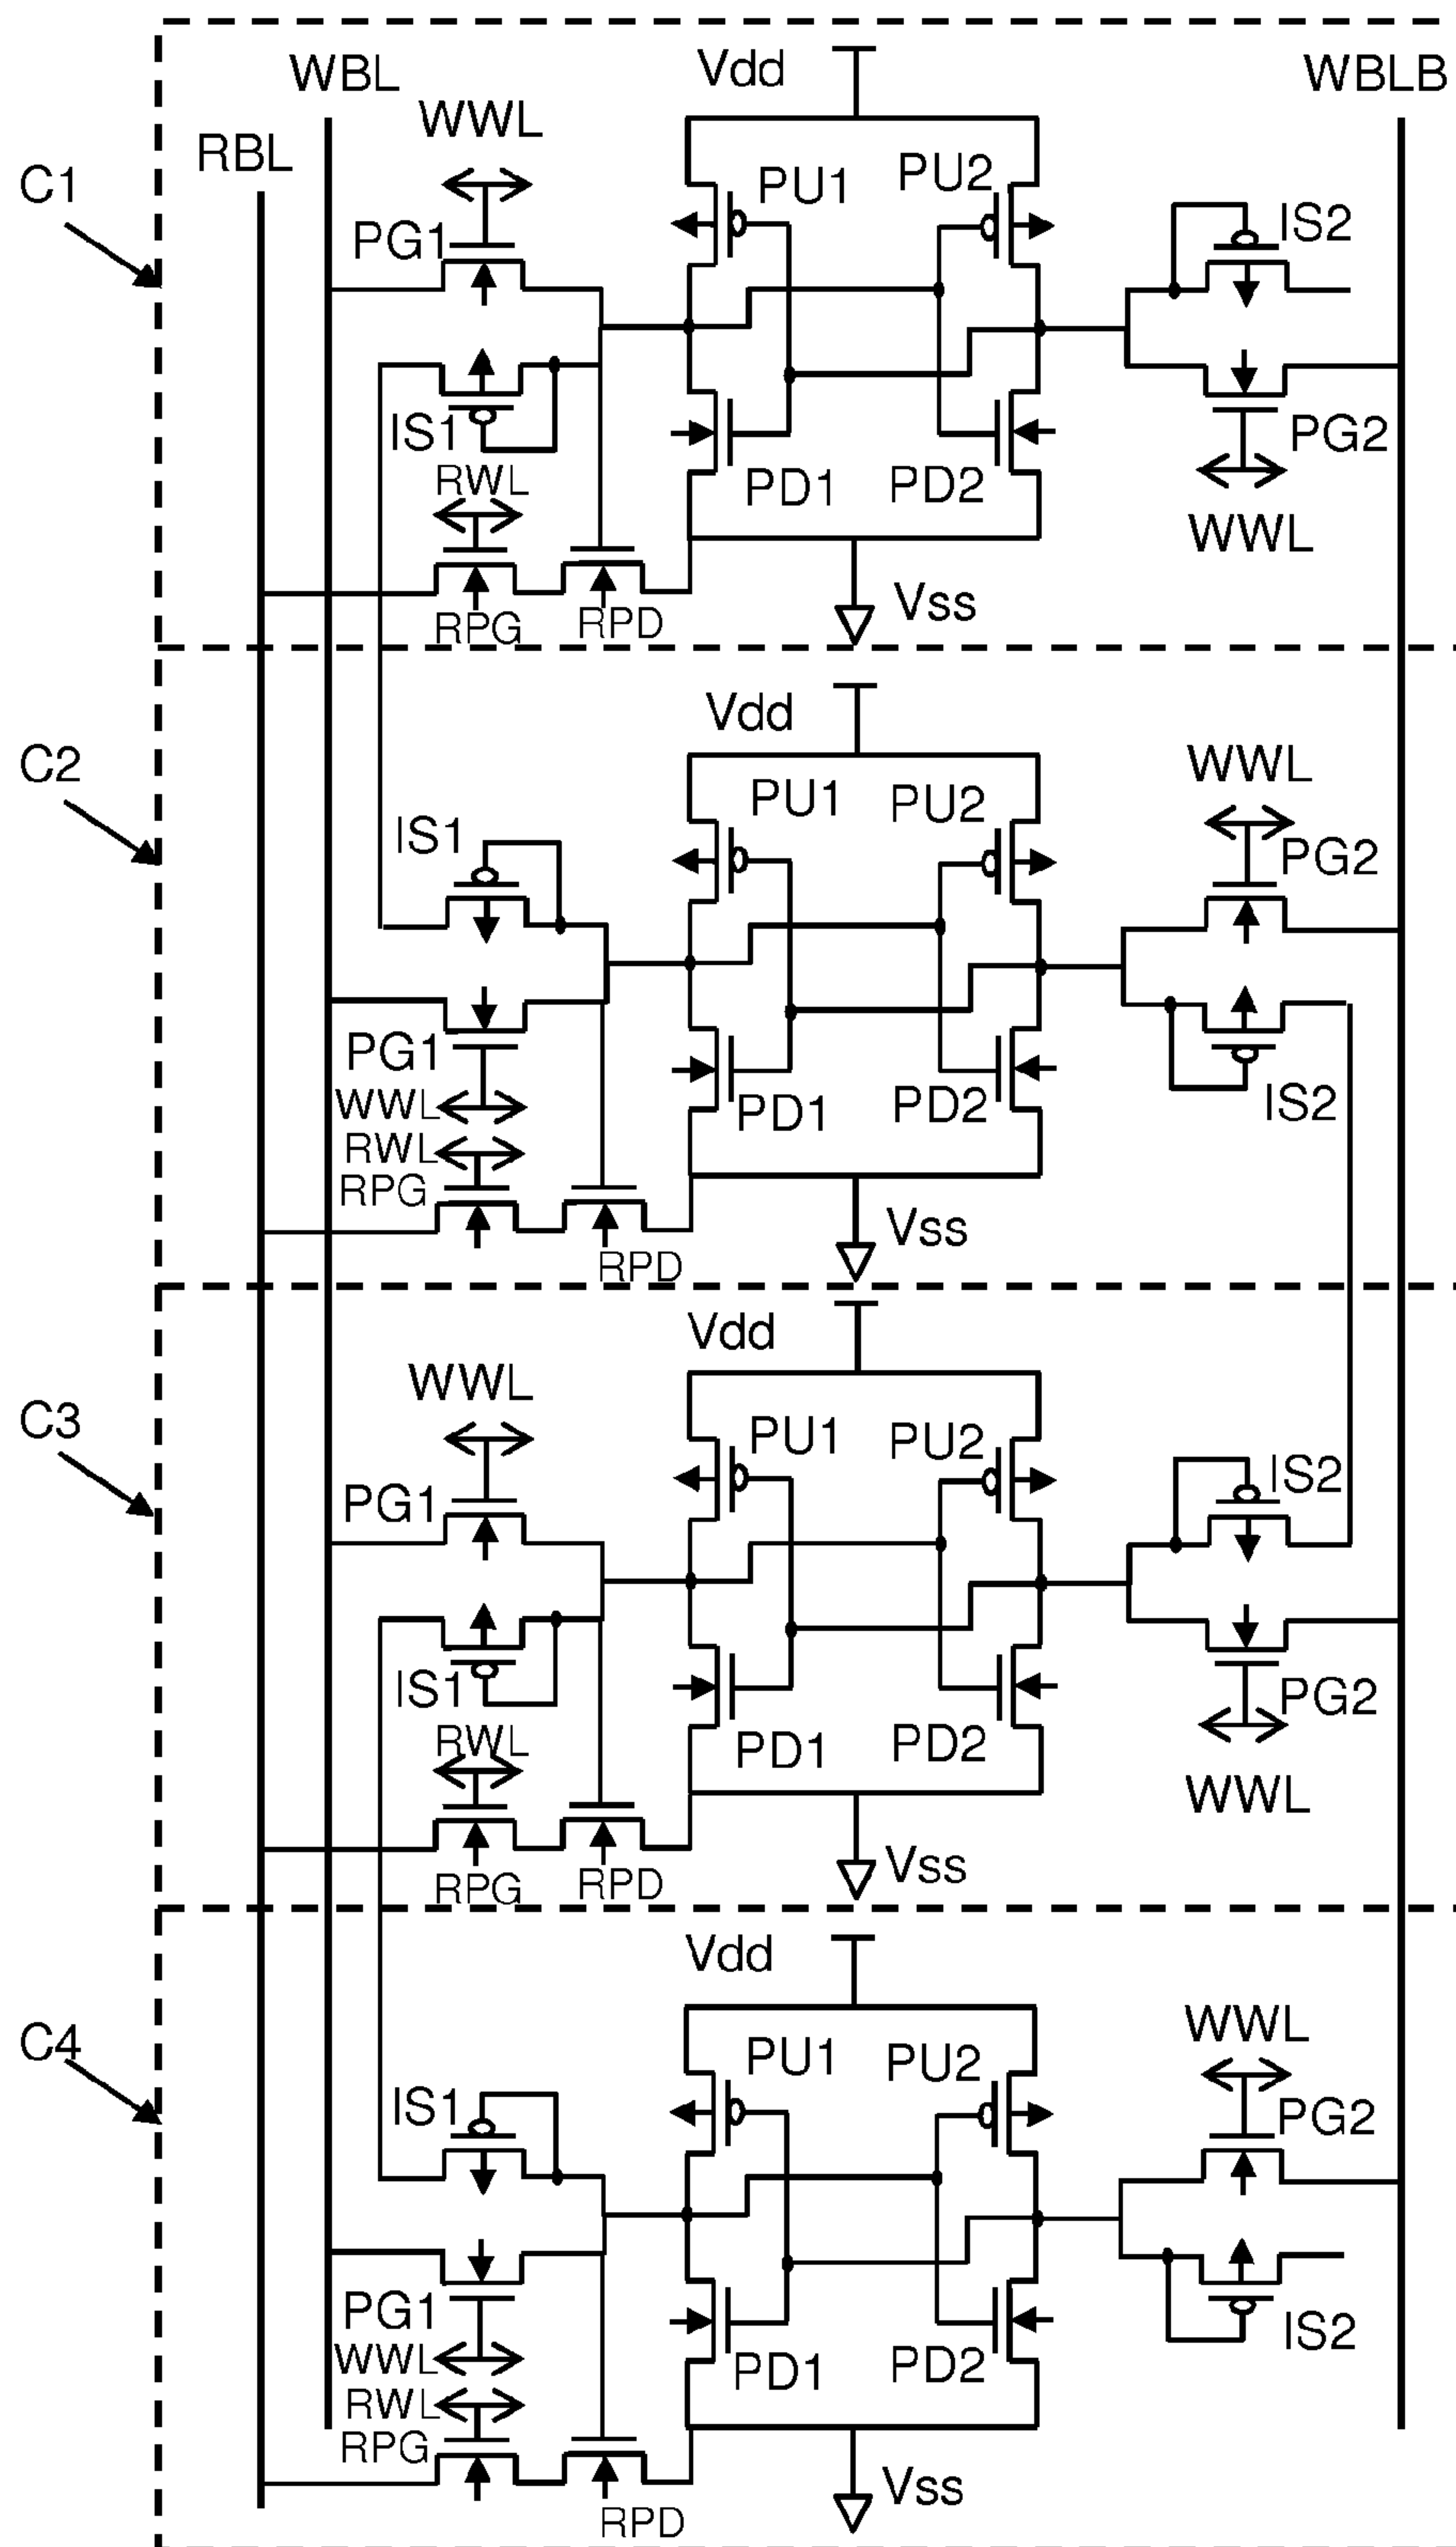 WBL
Vdd
WBLB
WWL
RBL
C1
PU1
PU2
IS2
PG1
IS1
PG2
RWL
PD1
PD2
WWL
RPG
RPD
Vss
Vdd
C2
WWL
PU1
PU2
IS1
PG2
PG1
WWL
PD1
PD2
IS2
RWL
RPG
Vss
RPD
Vdd
WWL
C3
PU1
PU2
IS2
PG1
IS1
PG2
RWL
PD1
PD2
WWL
RPG
RPD
Vss
Vdd
C4
WWL
PU1
PU2
IS1
PG2
PG1
WWL
PD1
PD2
IS2
RWL
RPG
Vss
RPD